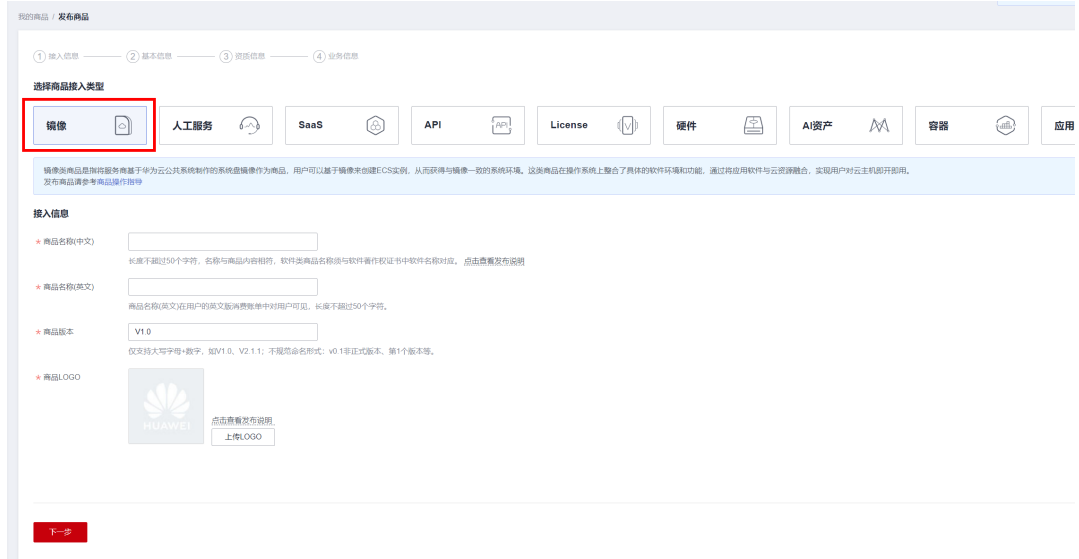 我的商品 / 发布商品
1 接入信息 2 基本信息 3 资质信息 4 业务信息
选择商品接入类型
镜像 人工服务 SaaS API License 硬件 AI资产 容器 应用
镜像类商品是指将服务商基于华为云公共系统制作的系统盘镜像作为商品，用户可以基于镜像来创建ECS实例，从而获得与镜像一致的系统环境。这类商品在操作系统上整合了具体的软件环境和功能，通过将应用软件与云资源融合，实现用户对云主机即开即用。
发布商品请参考商品操作指导
接入信息
* 商品名称(中文)
长度不超过50个字符，名称与商品内容相符，软件类商品名称须与软件著作权证书中软件名称对应。 点击查看发布说明
* 商品名称(英文)
商品名称(英文)在用户的英文版消费账单中对用户可见，长度不超过50个字符。
* 商品版本 V1.0
仅支持大写字母+数字，如V1.0，V2.1.1；不规范命名形式：v0.1非正式版本、第1个版本等。
* 商品LOGO
HUAWEI
点击查看发布说明
上传LOGO
下一步